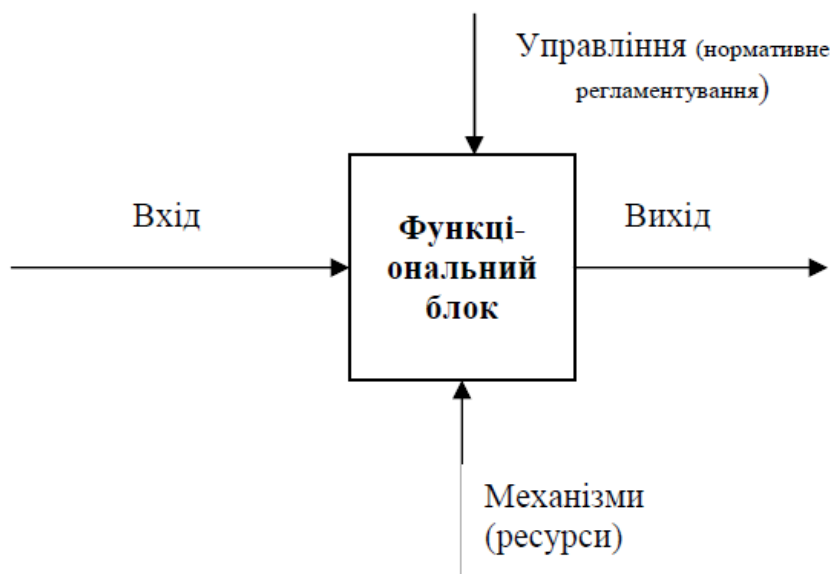 Управління (нормативне
регламентування)
Вхід
Функці-
ональний
блок
Вихід
Механізми
(ресурси)